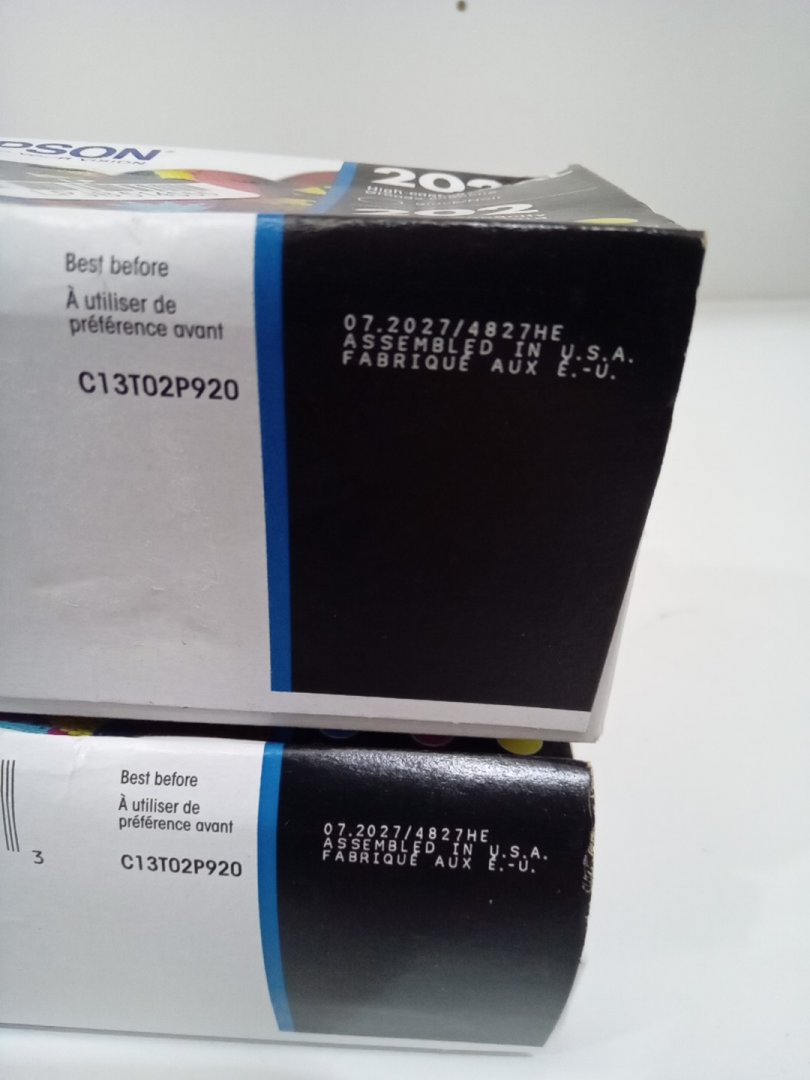 PSON
202
Best before
À utiliser de
préférence avant
C13T02P920
07.2027/4827HE
ASSEMBLED IN U.S.A.
FABRIQUÉ AUX É.-U.
Best before
À utiliser de
préférence avant
C13T02P920
3
07.2027/4827HE
ASSEMBLED IN U.S.A.
FABRIQUÉ AUX É.-U.